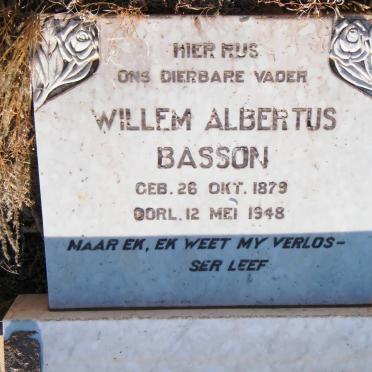 HIER RUS
ONS DIERBARE VADER
WILLEM ALBERTUS
BASSON
GEB. 26 OKT. 1879
OORL. 12 MEI 1948
MAAR EK, EK WEET MY VERLOS-
SER LEEF